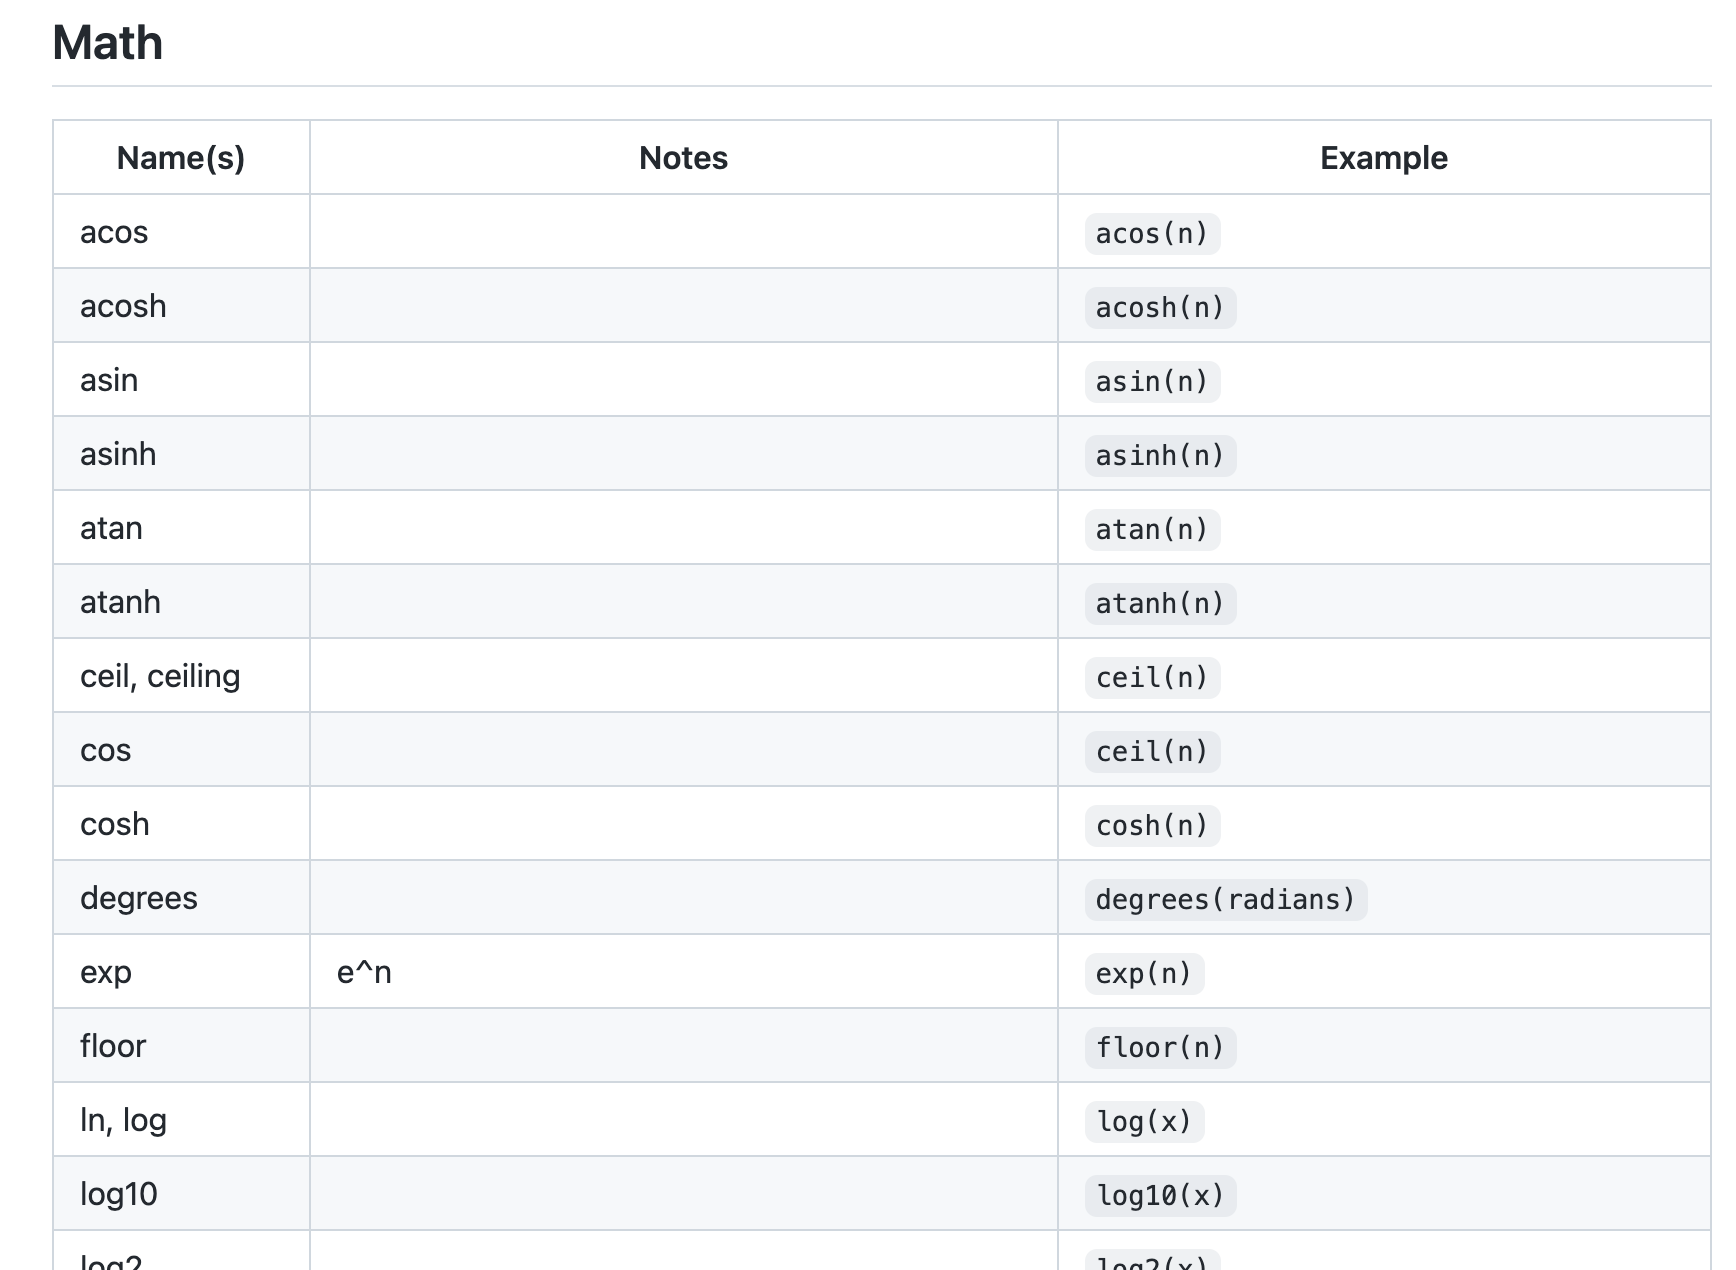 Math
Name(s) Notes Example
acos acos(n)
acosh acosh(n)
asin asin(n)
asinh asinh(n)
atan atan(n)
atanh atanh(n)
ceil, ceiling ceil(n)
cos ceil(n)
cosh cosh(n)
degrees degrees(radians)
exp e^n exp(n)
floor floor(n)
ln, log log(x)
log10 log10(x)
log2 log2(x)